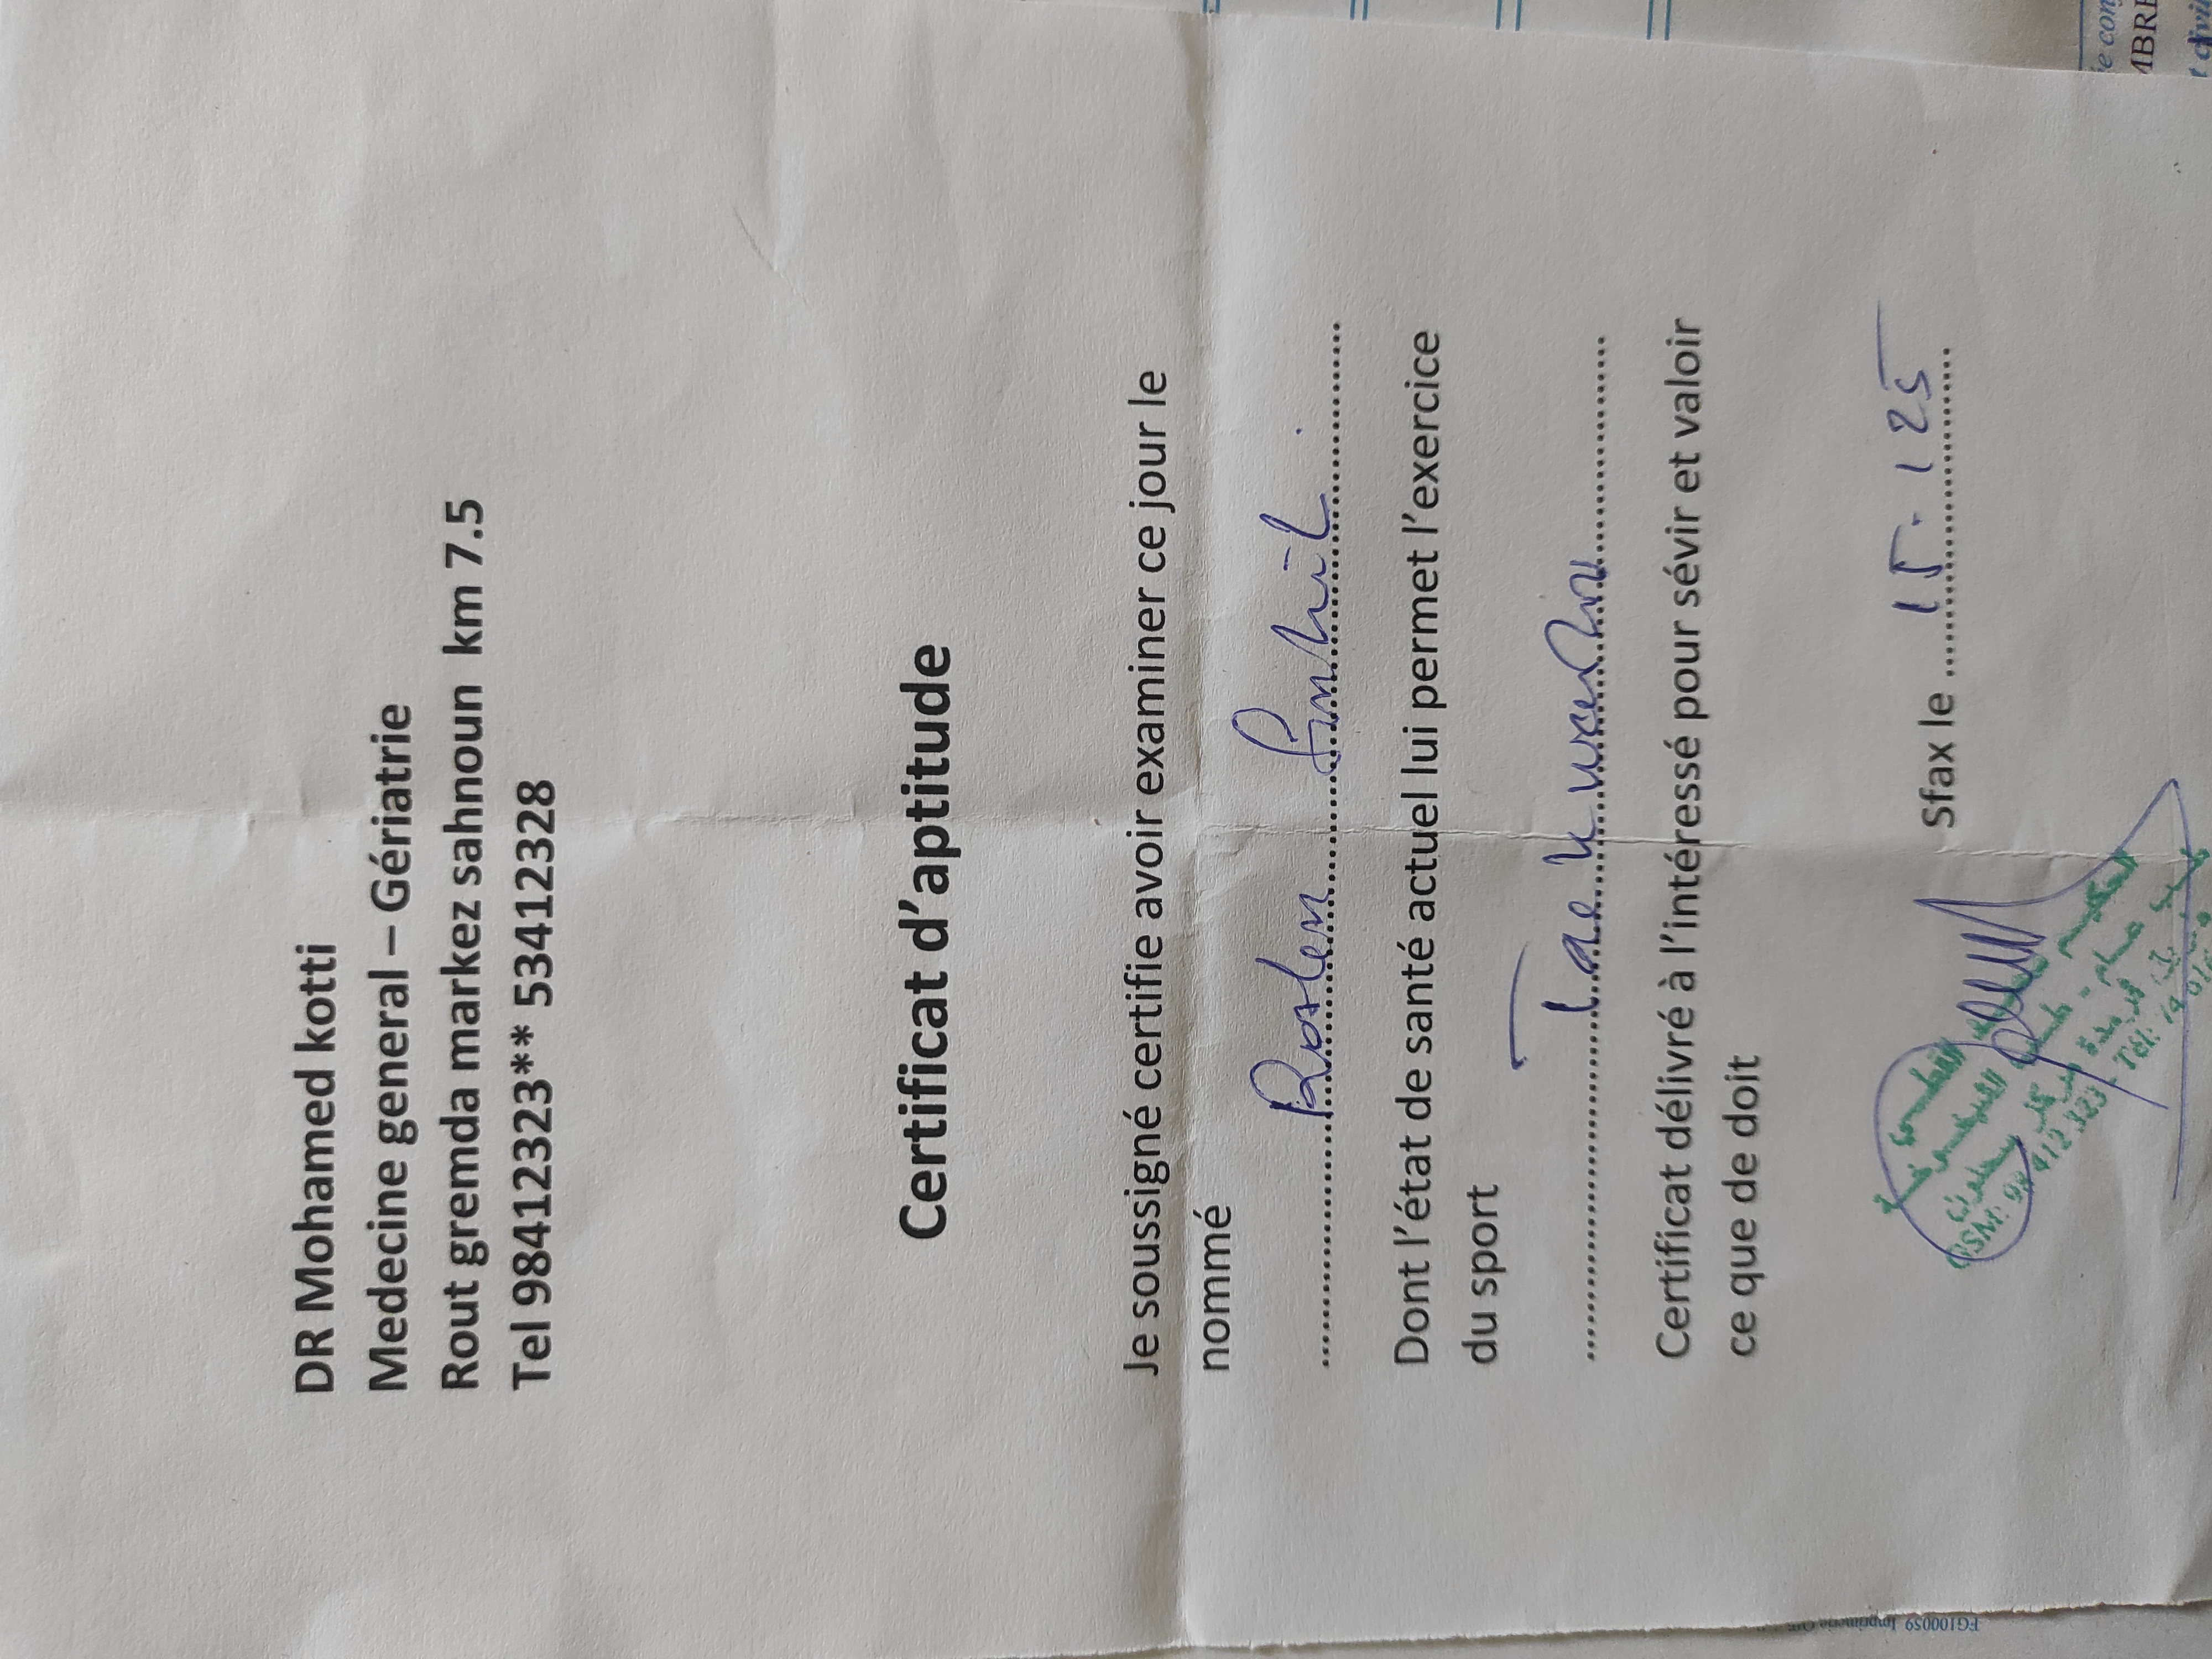 DR Mohamed kotti
Medecine general – Gériatrie
Rout gremda markez sahnoun km 7.5
Tel 98412323** 53412328
Certificat d'aptitude
Je soussigné certifie avoir examiner ce jour le
nommé
Dont l'état de santé actuel lui permet l'exercice
du sport
Certificat délivré à l'intéressé pour sévir et valoir
ce que de doit
Sfax le 15.1 25
FG100059 Imprimerie